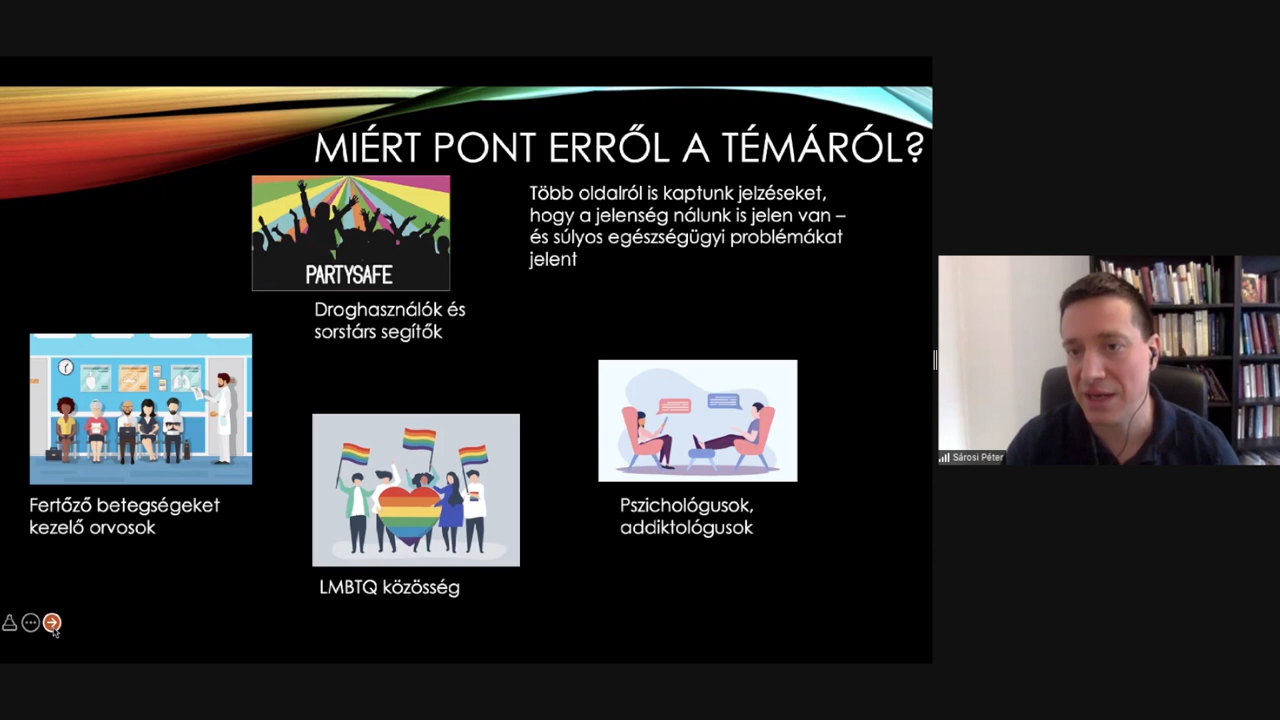 MIÉRT PONT ERRŐL A TÉMÁRÓL?
Több oldalról is kaptunk jelzéseket,
hogy a jelenség nálunk is jelen van –
és súlyos egészségügyi problémákat
jelent
PARTYSAFE
Droghasználók és
sorstárs segítők
Fertőző betegségeket
kezelő orvosok
LMBTQ közösség
Pszichológusok,
addiktológusok
Sárosi Péter